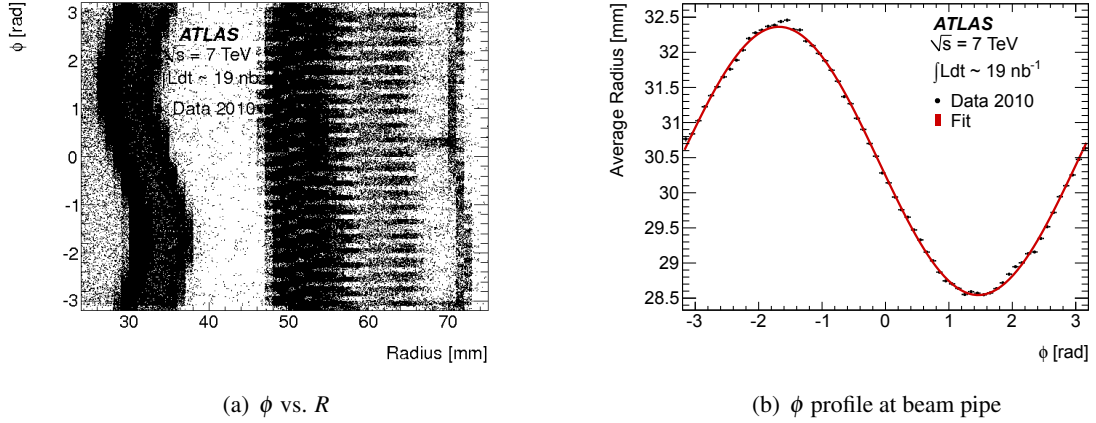 ϕ [rad]
3
2
1
0
-1
-2
-3
ATLAS
√s = 7 TeV
∫Ldt ~ 19 nb
Data 2010
30 40 50 60 70
Radius [mm]
(a) ϕ vs. R
Average Radius [mm]
32.5
32
31.5
31
30.5
30
29.5
29
28.5
ATLAS
√s = 7 TeV
∫Ldt ~ 19 nb⁻¹
Data 2010
Fit
-3 -2 -1 0 1 2 3
ϕ [rad]
(b) ϕ profile at beam pipe